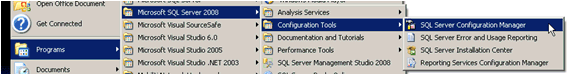 Open Office Document
Get Connected
Programs
Documents
Microsoft SQL Server 2008
Microsoft Visual SourceSafe
Microsoft Visual Studio 6.0
Microsoft Visual Studio 2005
Microsoft Visual Studio .NET 2003
Analysis Services
Configuration Tools
Documentation and Tutorials
Performance Tools
SQL Server Management Studio 2008
SQL Server Configuration Manager
SQL Server Error and Usage Reporting
SQL Server Installation Center
Reporting Services Configuration Manager